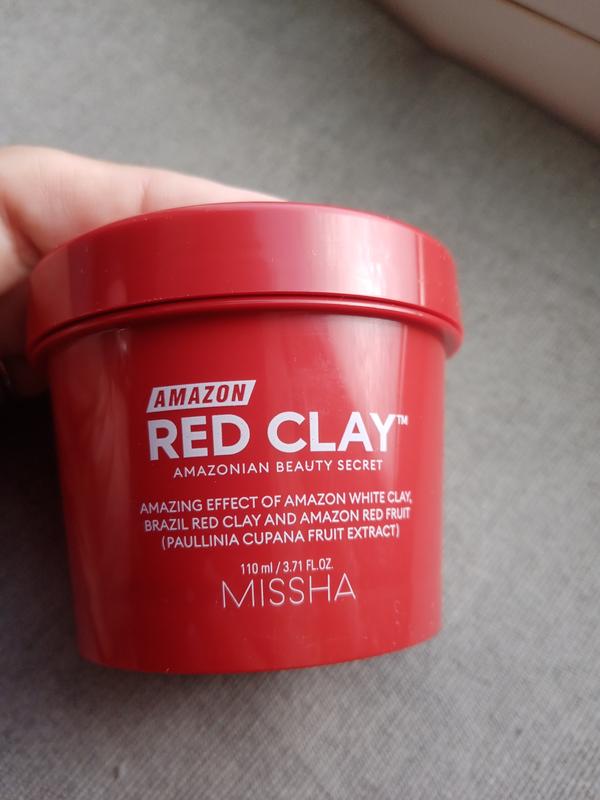 AMAZON
RED CLAY™
AMAZONIAN BEAUTY SECRET
AMAZING EFFECT OF AMAZON WHITE CLAY,
BRAZIL RED CLAY AND AMAZON RED FRUIT
(PAULLINIA CUPANA FRUIT EXTRACT)
110 ml / 3.71 FL.OZ.
MISSHA